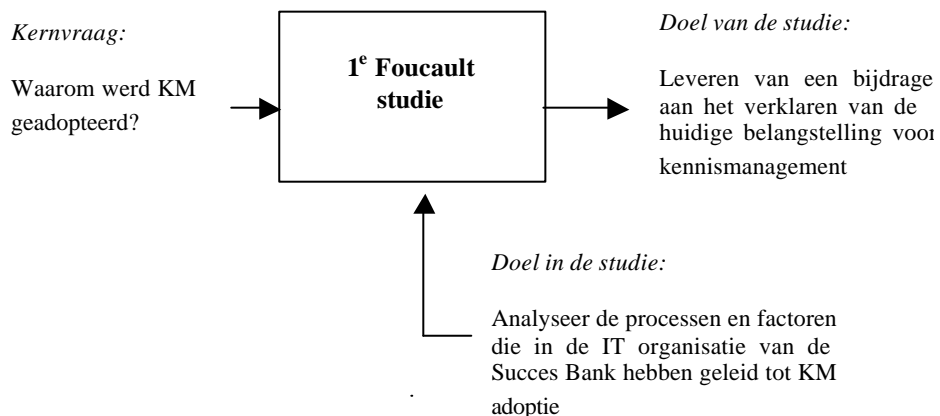 Kernvraag:
Waarom werd KM
geadopteerd?
1e Foucault
studie
Doel van de studie:
Leveren van een bijdrage
aan het verklaren van de
huidige belangstelling voor
kennismanagement
Doel in de studie:
Analyseer de processen en factoren
die in de IT organisatie van de
Succes Bank hebben geleid tot KM
adoptie
.